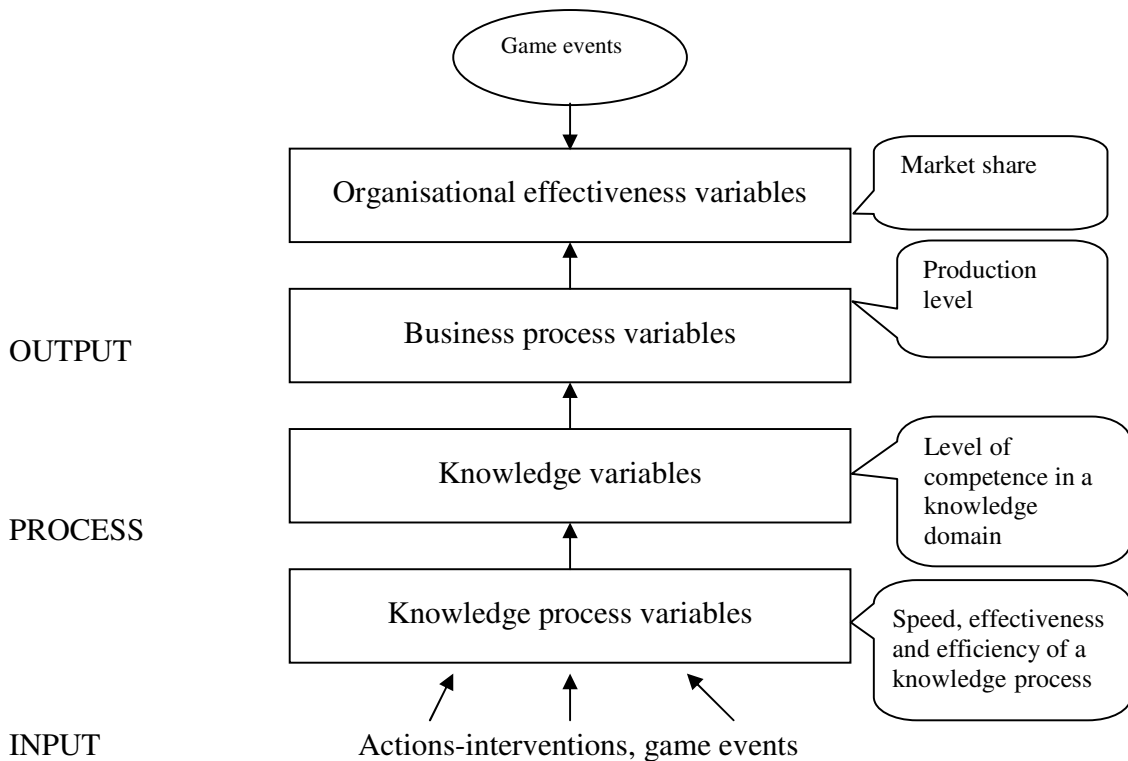 Game events
Organisational effectiveness variables
Market share
Business process variables
Production
level
OUTPUT
Knowledge variables
Level of
competence in a
knowledge
domain
PROCESS
Knowledge process variables
Speed, effectiveness
and efficiency of a
knowledge process
INPUT
Actions-interventions, game events